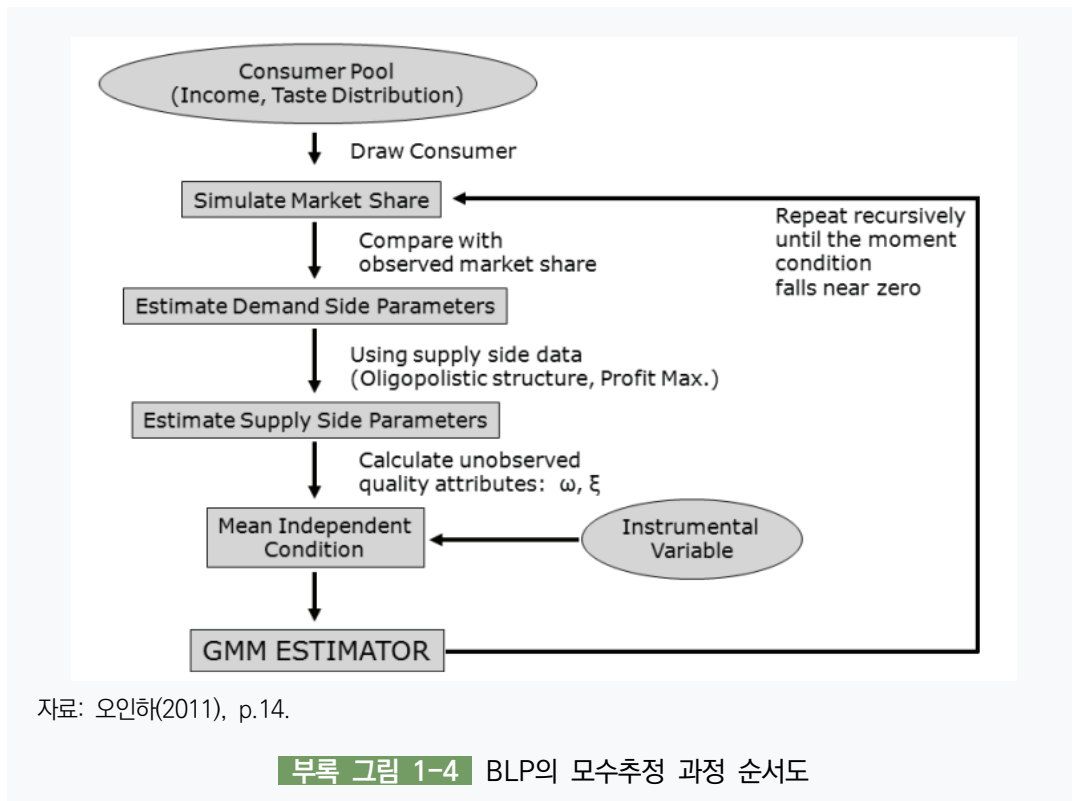 Consumer Pool
(Income, Taste Distribution)
Draw Consumer
Simulate Market Share
Repeat recursively
until the moment
condition
falls near zero
Compare with
observed market share
Estimate Demand Side Parameters
Using supply side data
(Oligopolistic structure, Profit Max.)
Estimate Supply Side Parameters
Calculate unobserved
quality attributes: ω, ξ
Mean Independent
Condition
Instrumental
Variable
GMM ESTIMATOR
자료: 오인하(2011), p.14.
부록 그림 1-4 BLP의 모수추정 과정 순서도